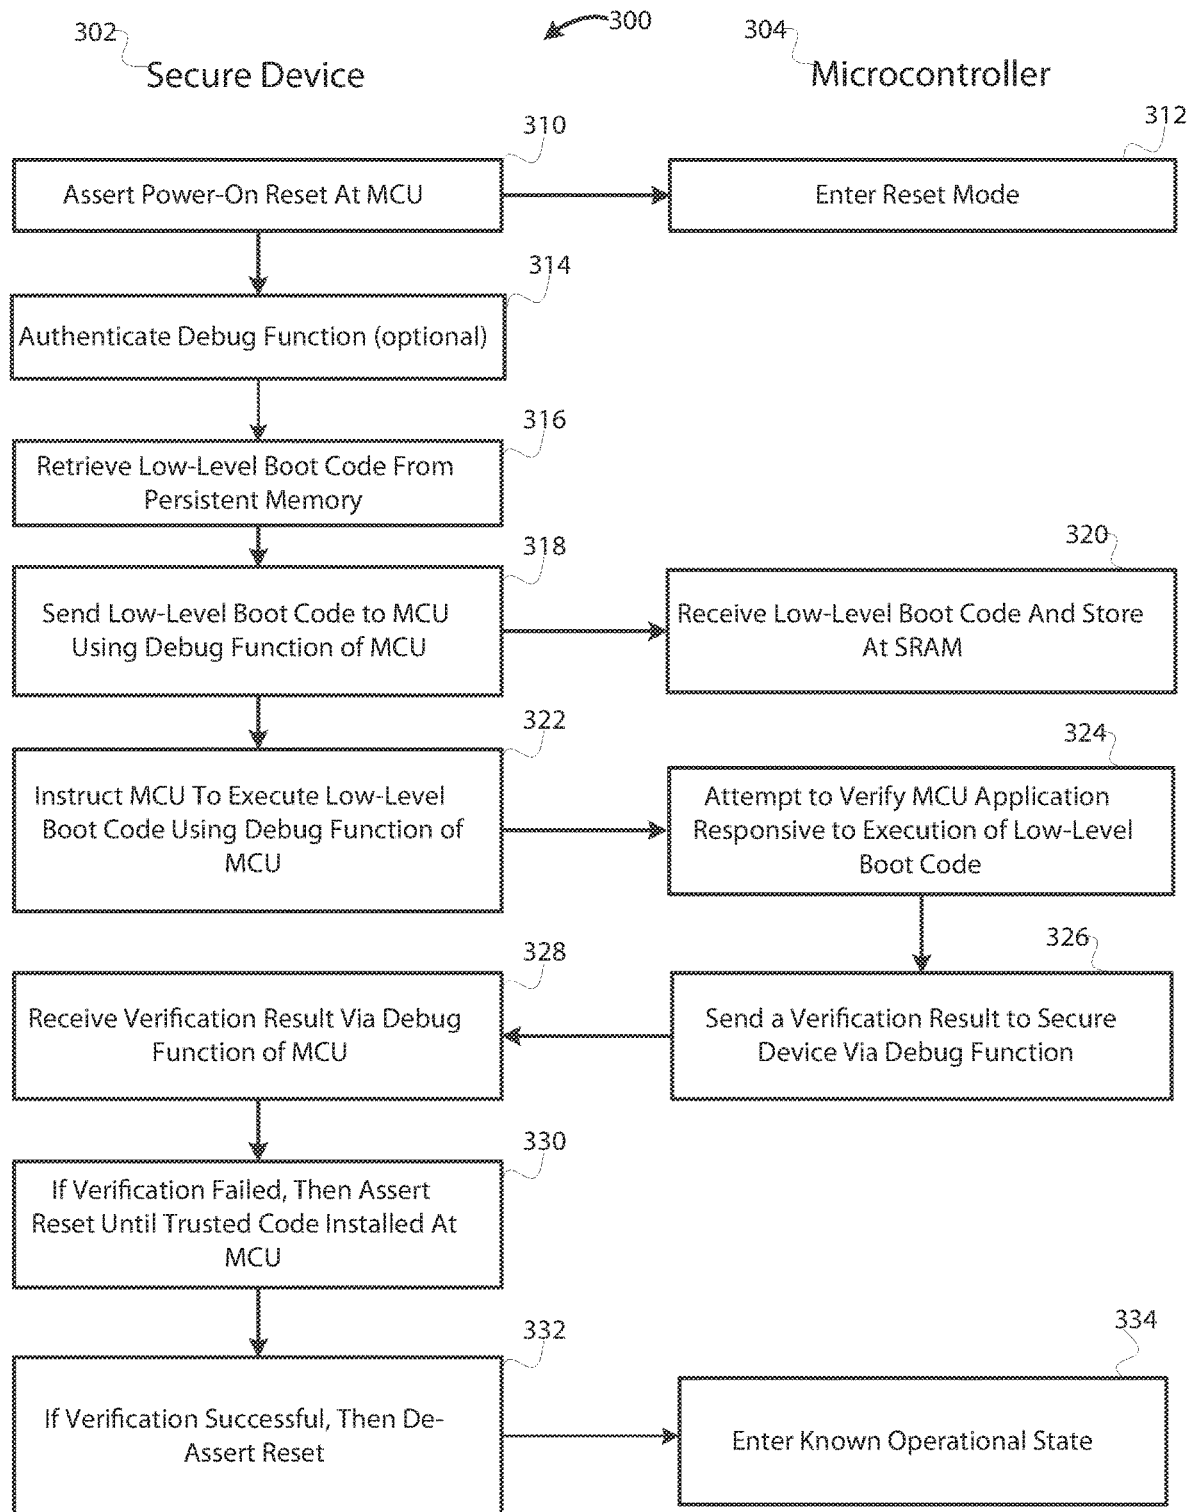 300
302
Secure Device
304
Microcontroller
310
Assert Power-On Reset At MCU
312
Enter Reset Mode
314
Authenticate Debug Function (optional)
316
Retrieve Low-Level Boot Code From
Persistent Memory
318
Send Low-Level Boot Code to MCU
Using Debug Function of MCU
320
Receive Low-Level Boot Code And Store
At SRAM
322
Instruct MCU To Execute Low-Level
Boot Code Using Debug Function of
MCU
324
Attempt to Verify MCU Application
Responsive to Execution of Low-Level
Boot Code
326
Send a Verification Result to Secure
Device Via Debug Function
328
Receive Verification Result Via Debug
Function of MCU
330
If Verification Failed, Then Assert
Reset Until Trusted Code Installed At
MCU
332
If Verification Successful, Then De-
Assert Reset
334
Enter Known Operational State